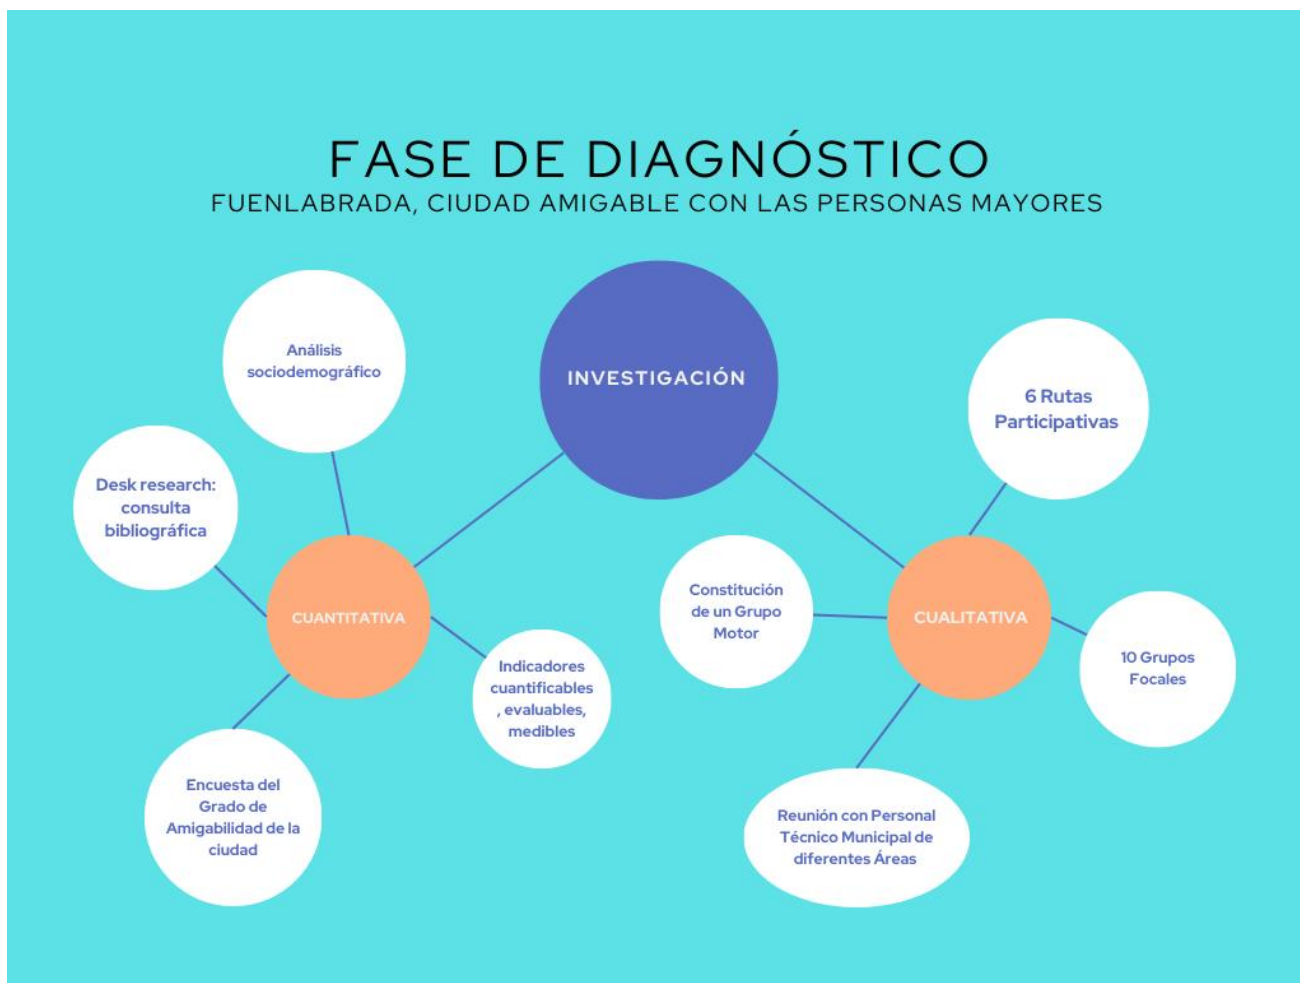 FASE DE DIAGNÓSTICO
FUENLABRADA, CIUDAD AMIGABLE CON LAS PERSONAS MAYORES
INVESTIGACIÓN
CUANTITATIVA
Análisis
sociodemográfico
Desk research:
consulta
bibliográfica
Indicadores
cuantificables
, evaluables,
medibles
Encuesta del
Grado de
Amigabilidad de la
ciudad
CUALITATIVA
6 Rutas
Participativas
Constitución
de un Grupo
Motor
10 Grupos
Focales
Reunión con Personal
Técnico Municipal de
diferentes Áreas